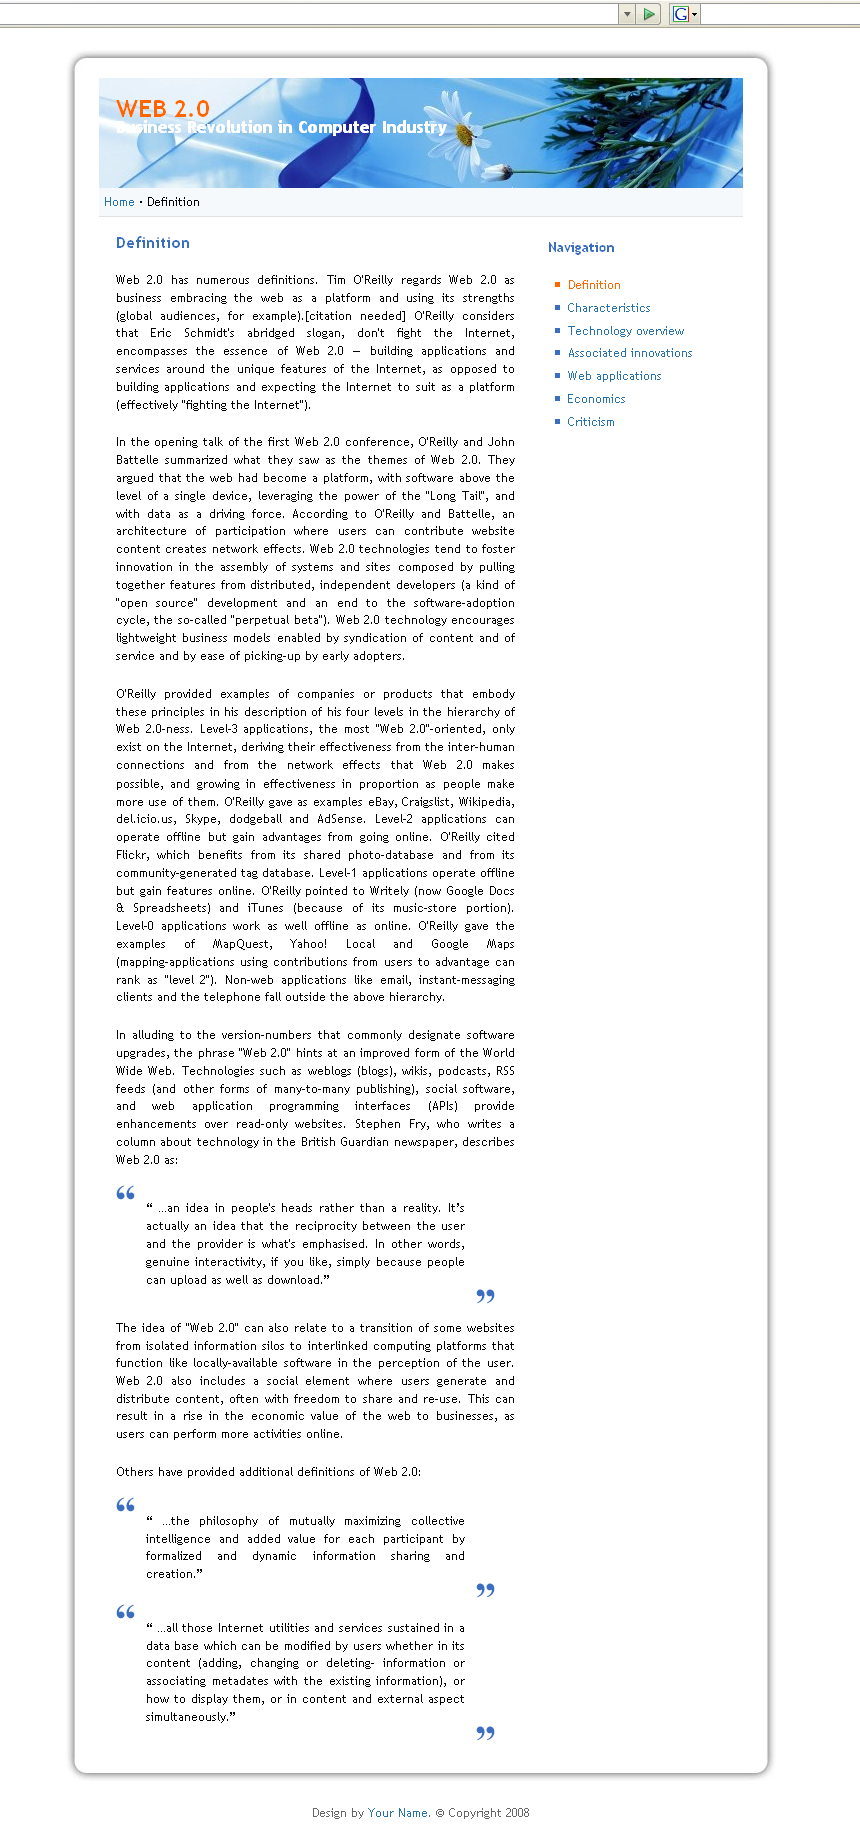 WEB 2.0
Business Revolution in Computer Industry
Home • Definition
Definition
Web 2.0 has numerous definitions. Tim O'Reilly regards Web 2.0 as
business embracing the web as a platform and using its strengths
(global audiences, for example).[citation needed] O'Reilly considers
that Eric Schmidt's abridged slogan, don't fight the Internet,
encompasses the essence of Web 2.0 — building applications and
services around the unique features of the Internet, as opposed to
building applications and expecting the Internet to suit as a platform
(effectively "fighting the Internet").
In the opening talk of the first Web 2.0 conference, O'Reilly and John
Battelle summarized what they saw as the themes of Web 2.0. They
argued that the web had become a platform, with software above the
level of a single device, leveraging the power of the "Long Tail", and
with data as a driving force. According to O'Reilly and Battelle, an
architecture of participation where users can contribute website
content creates network effects. Web 2.0 technologies tend to foster
innovation in the assembly of systems and sites composed by pulling
together features from distributed, independent developers (a kind of
"open source" development and an end to the software-adoption
cycle, the so-called "perpetual beta"). Web 2.0 technology encourages
lightweight business models enabled by syndication of content and of
service and by ease of picking-up by early adopters.
O'Reilly provided examples of companies or products that embody
these principles in his description of his four levels in the hierarchy of
Web 2.0-ness. Level-3 applications, the most "Web 2.0"-oriented, only
exist on the Internet, deriving their effectiveness from the inter-human
connections and from the network effects that Web 2.0 makes
possible, and growing in effectiveness in proportion as people make
more use of them. O'Reilly gave as examples eBay, Craigslist, Wikipedia,
del.icio.us, Skype, dodgeball and AdSense. Level-2 applications can
operate offline but gain advantages from going online. O'Reilly cited
Flickr, which benefits from its shared photo-database and from its
community-generated tag database. Level-1 applications operate offline
but gain features online. O'Reilly pointed to Writely (now Google Docs
& Spreadsheets) and iTunes (because of its music-store portion).
Level-0 applications work as well offline as online. O'Reilly gave the
examples of MapQuest, Yahoo! Local and Google Maps
(mapping-applications using contributions from users to advantage can
rank as "level 2"). Non-web applications like email, instant-messaging
clients and the telephone fall outside the above hierarchy.
In alluding to the version-numbers that commonly designate software
upgrades, the phrase "Web 2.0" hints at an improved form of the World
Wide Web. Technologies such as weblogs (blogs), wikis, podcasts, RSS
feeds (and other forms of many-to-many publishing), social software,
and web application programming interfaces (APIs) provide
enhancements over read-only websites. Stephen Fry, who writes a
column about technology in the British Guardian newspaper, describes
Web 2.0 as:
“ ...an idea in people's heads rather than a reality. It’s
actually an idea that the reciprocity between the user
and the provider is what's emphasised. In other words,
genuine interactivity, if you like, simply because people
can upload as well as download.”
The idea of "Web 2.0" can also relate to a transition of some websites
from isolated information silos to interlinked computing platforms that
function like locally-available software in the perception of the user.
Web 2.0 also includes a social element where users generate and
distribute content, often with freedom to share and re-use. This can
result in a rise in the economic value of the web to businesses, as
users can perform more activities online.
Others have provided additional definitions of Web 2.0:
“ ...the philosophy of mutually maximizing collective
intelligence and added value for each participant by
formalized and dynamic information sharing and
creation.”
“ ...all those Internet utilities and services sustained in a
data base which can be modified by users whether in its
content (adding, changing or deleting- information or
associating metadates with the existing information), or
how to display them, or in content and external aspect
simultaneously.”
Navigation
Definition
Characteristics
Technology overview
Associated innovations
Web applications
Economics
Criticism
Design by Your Name. © Copyright 2008